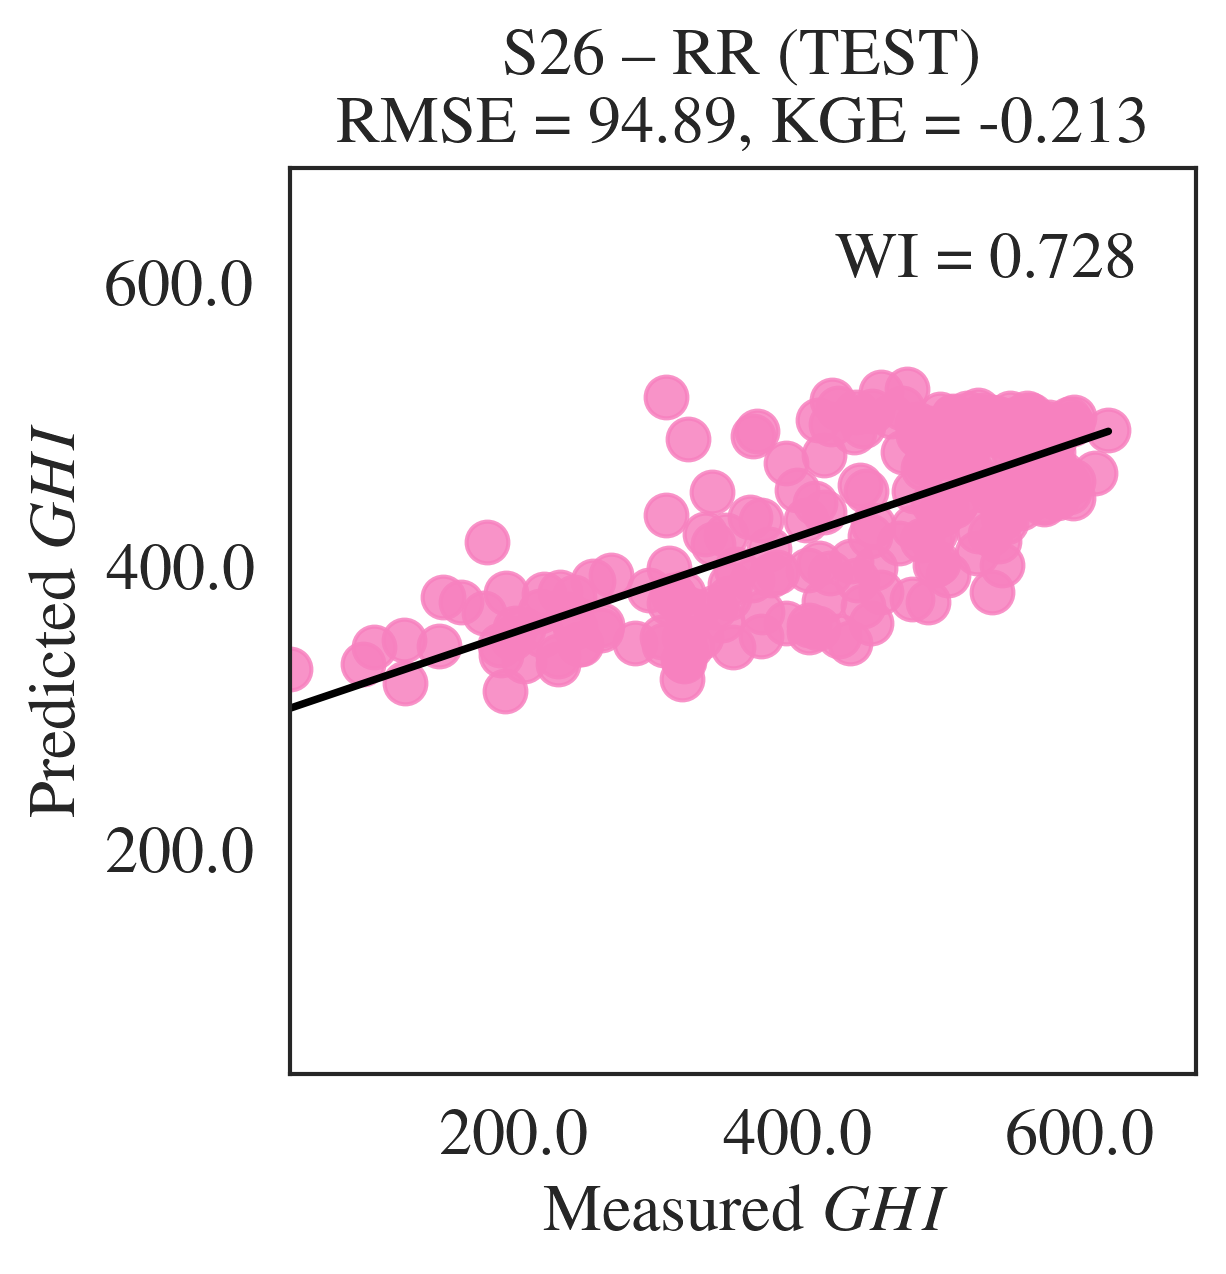 S26 – RR (TEST)
RMSE = 94.89, KGE = -0.213
WI = 0.728
600.0
400.0
200.0
Predicted GHI
200.0 400.0 600.0
Measured GHI